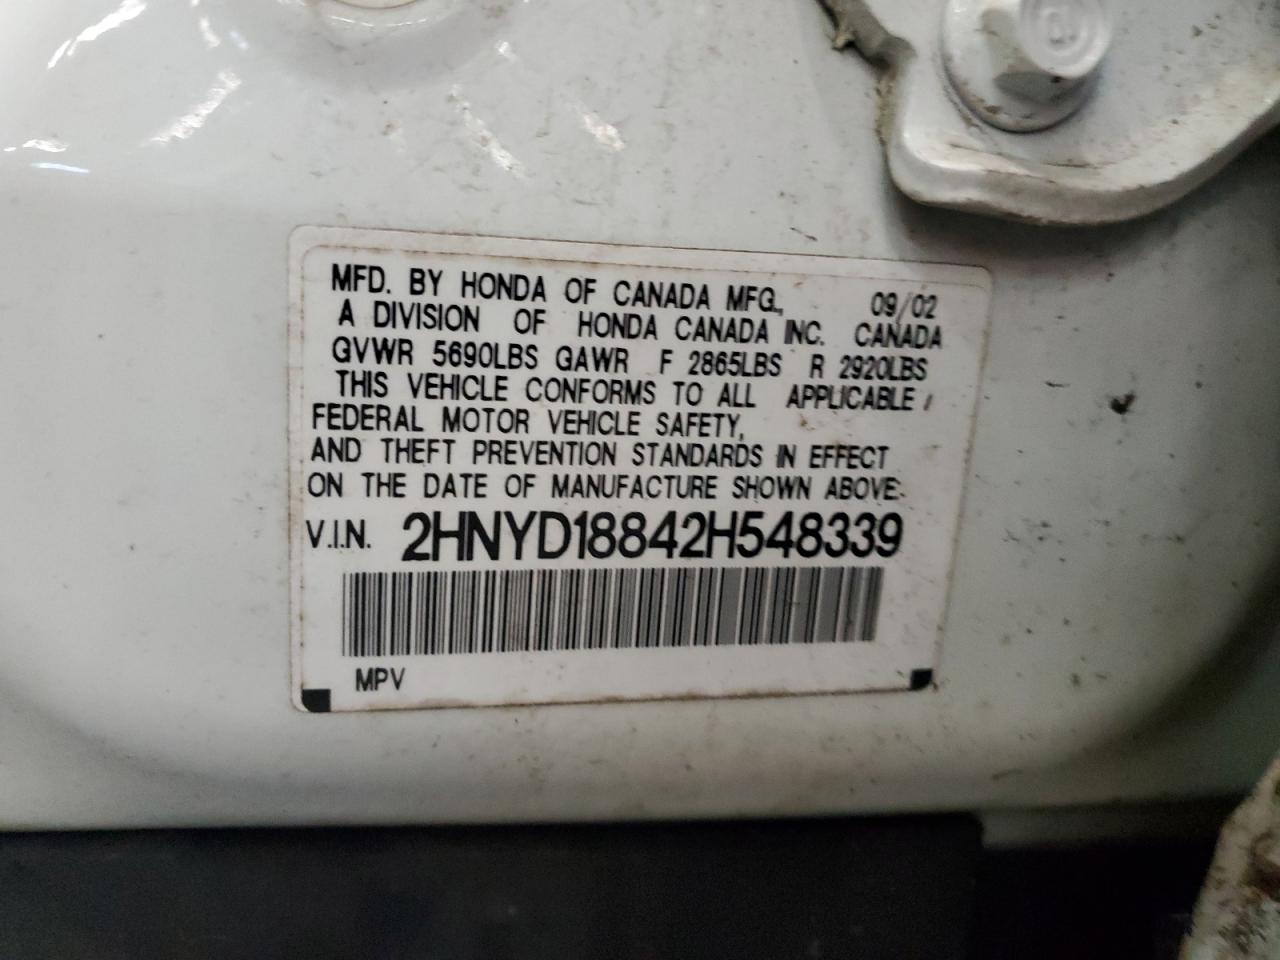 MFD. BY HONDA OF CANADA MFG., 09/02
A DIVISION OF HONDA CANADA INC. CANADA
GVWR 5690LBS GAWR F 2865LBS R 2920LBS
THIS VEHICLE CONFORMS TO ALL APPLICABLE
FEDERAL MOTOR VEHICLE SAFETY,
AND THEFT PREVENTION STANDARDS IN EFFECT
ON THE DATE OF MANUFACTURE SHOWN ABOVE.
V.I.N. 2HNYD18842H548339
MPV